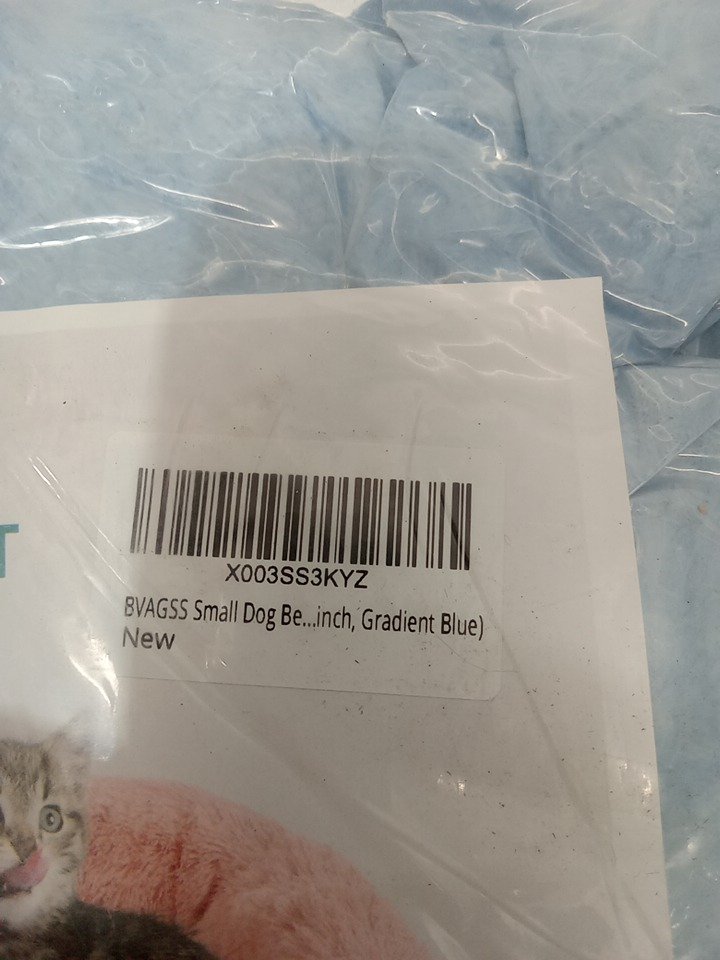 T
X003SS3KYZ
BVAGSS Small Dog Be...inch, Gradient Blue)
New